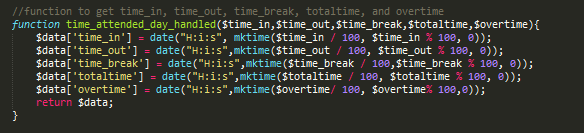 //function to get time_in, time_out, time_break, totaltime, and overtime
function time_attended_day_handled($time_in,$time_out,$time_break,$totaltime,$overtime){
$data['time_in'] = date("H:i:s", mktime($time_in / 100, $time_in % 100, 0));
$data['time_out'] = date("H:i:s",mktime($time_out / 100, $time_out % 100, 0));
$data['time_break'] = date("H:i:s",mktime($time_break / 100,$time_break % 100, 0));
$data['totaltime'] = date("H:i:s",mktime($totaltime / 100, $totaltime % 100, 0));
$data['overtime'] = date("H:i:s",mktime($overtime/ 100, $overtime% 100,0));
return $data;
}